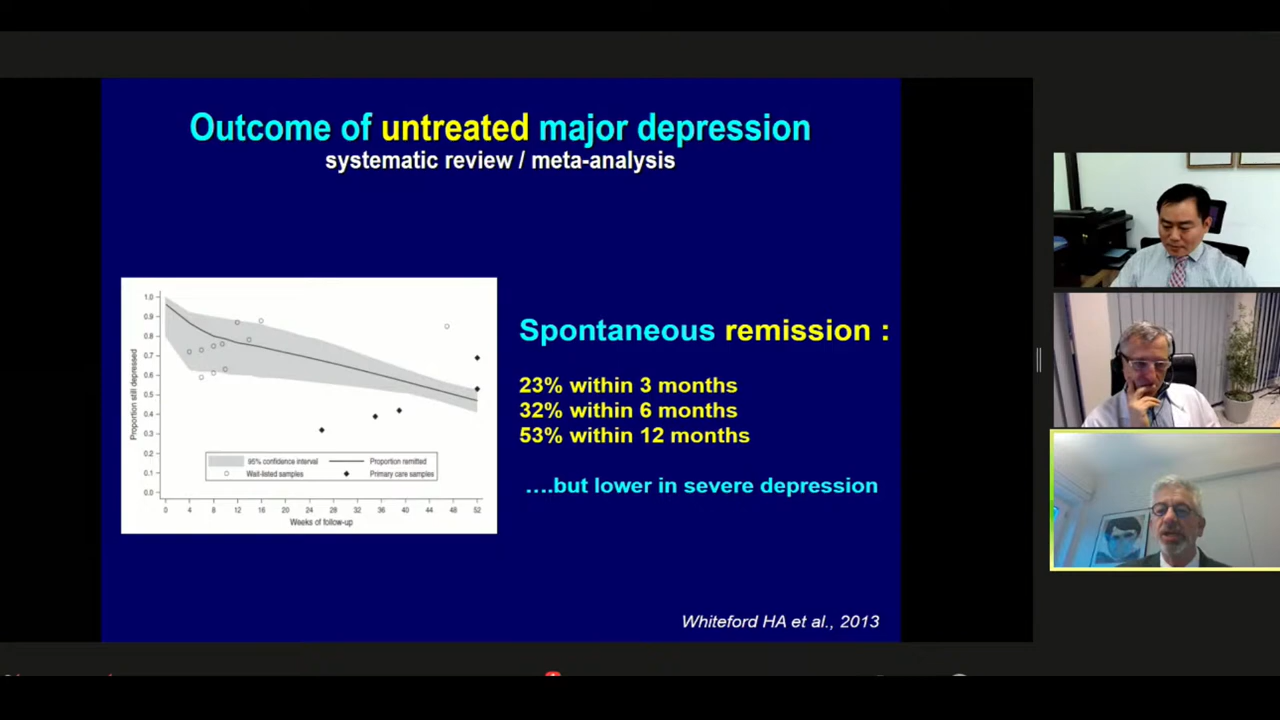 Outcome of untreated major depression
systematic review / meta-analysis
Proportion still depressed
1.0
0.9
0.8
0.7
0.6
0.5
0.4
0.3
0.2
0.1
0.0
95% confidence interval
Proportion remitted
Wait-listed samples
Primary care samples
0 4 8 12 16 20 24 28 32 36 40 44 48 52
Weeks of follow-up
Spontaneous remission :
23% within 3 months
32% within 6 months
53% within 12 months
….but lower in severe depression
Whiteford HA et al., 2013